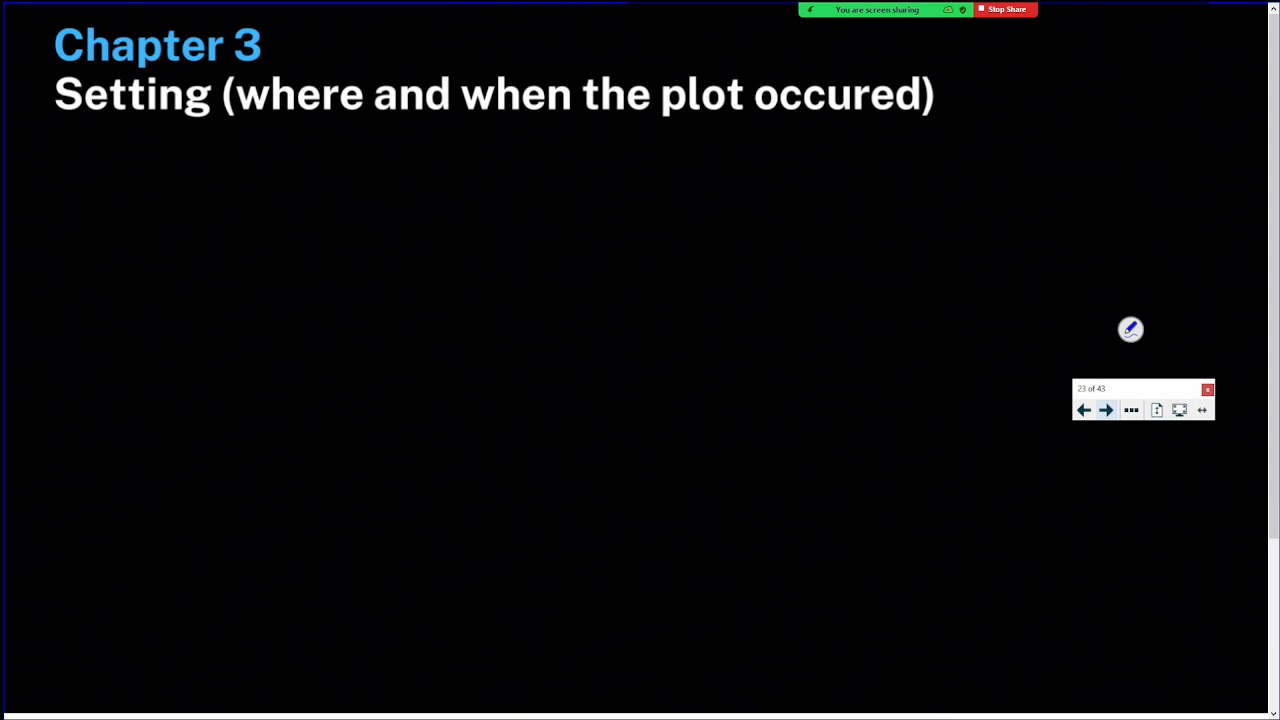 You are screen sharing
Stop Share
Chapter 3
Setting (where and when the plot occured)
23 of 43